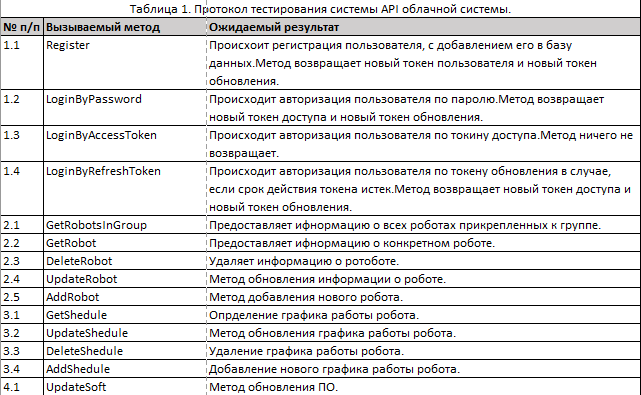 Таблица 1. Протокол тестирования системы API облачной системы.
№ п/п Вызываемый метод Ожидаемый результат
1.1 Register Происхоит регистрация пользователя, с добавлением его в базу
данных.Метод возвращает новый токен пользователя и новый токен
обновления.
1.2 LoginByPassword Происходит авторизация пользователя по паролю.Метод возвращает
новый токен доступа и новый токен обновления.
1.3 LoginByAccessToken Происходит авторизация пользователя по токину доступа.Метод ничего не
возвращает.
1.4 LoginByRefreshToken Происходит авторизация пользователя по токену обновления в случае,
если срок действия токена истек.Метод возвращает новый токен доступа и
новый токен обновления.
2.1 GetRobotsInGroup Предоставляет ифнормацию о всех роботах прикрепленных к группе.
2.2 GetRobot Предоставляет ифнормацию о конкретном роботе.
2.3 DeleteRobot Удаляет информацию о ротоботе.
2.4 UpdateRobot Метод обновления информации о роботе.
2.5 AddRobot Метод добавления нового робота.
3.1 GetShedule Опрделение графика работы робота.
3.2 UpdateShedule Метод обновления графика работы робота.
3.3 DeleteShedule Удаление графика работы робота.
3.4 AddShedule Добавление нового графика работы робота.
4.1 UpdateSoft Метод обновления ПО.